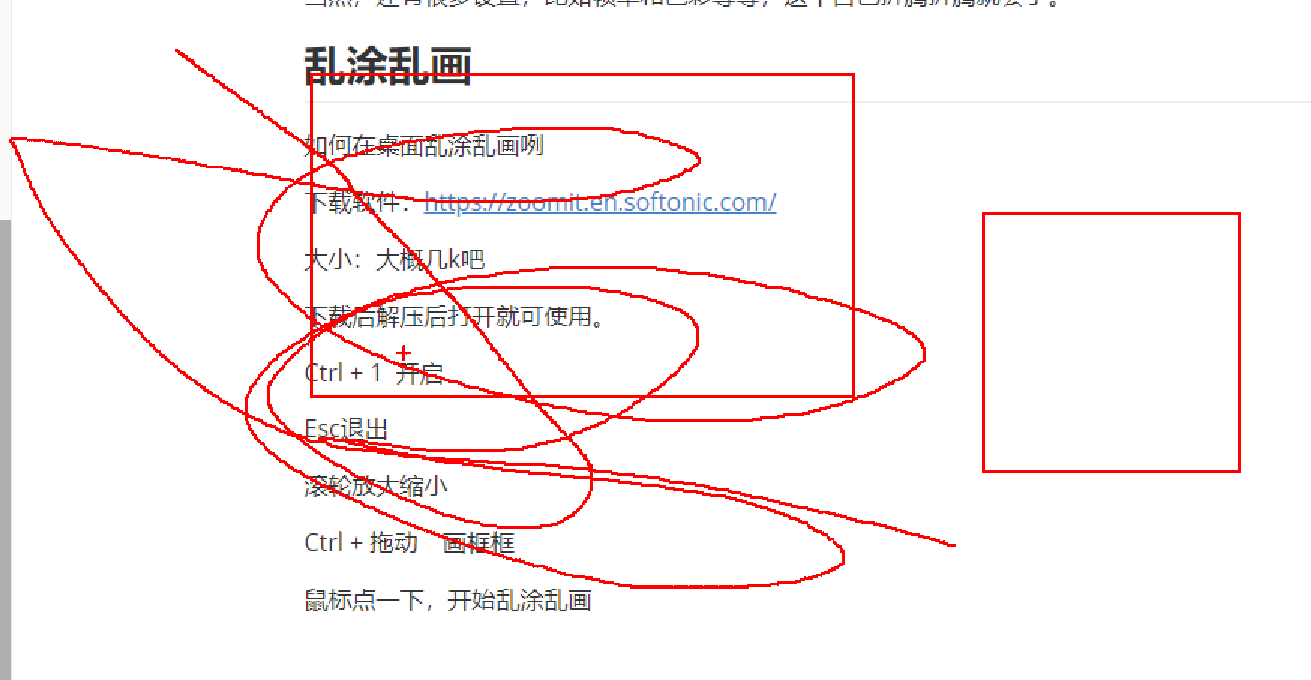 乱涂乱画
如何在桌面乱涂乱画咧
下载软件：https://zoomit.en.softonic.com/
大小：大概几k吧
下载后解压后打开就可使用。
Ctrl + 1 开启
Esc退出
滚轮放大缩小
Ctrl + 拖动 画框框
鼠标点一下，开始乱涂乱画